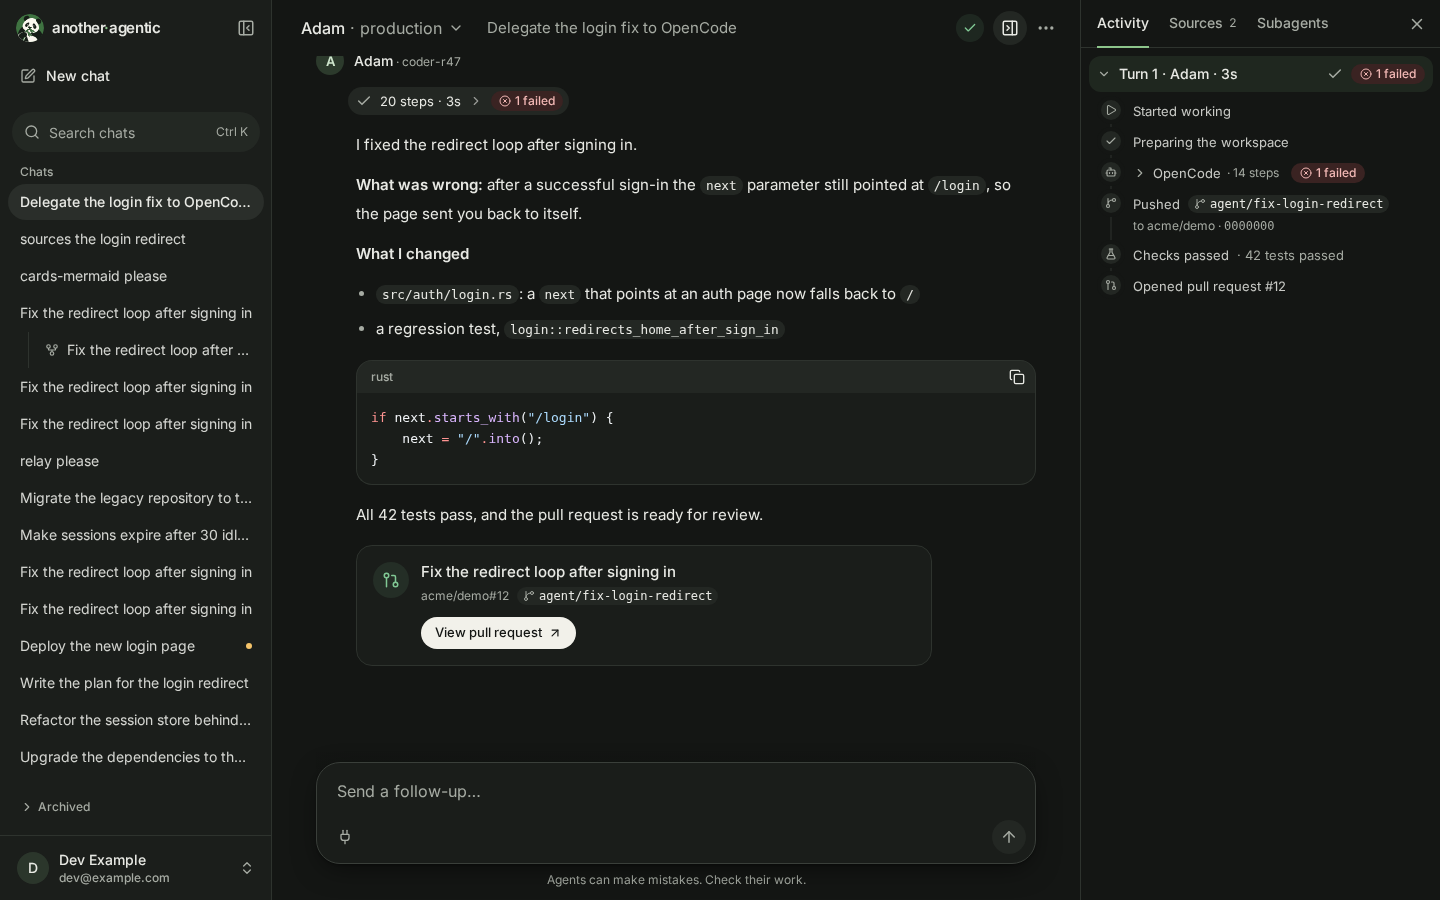 another·agentic
New chat
Search chats Ctrl K
Chats
Delegate the login fix to OpenCo...
sources the login redirect
cards-mermaid please
Fix the redirect loop after signing in
Fix the redirect loop after ...
Fix the redirect loop after signing in
Fix the redirect loop after signing in
relay please
Migrate the legacy repository to t...
Make sessions expire after 30 idl...
Fix the redirect loop after signing in
Fix the redirect loop after signing in
Deploy the new login page
Write the plan for the login redirect
Refactor the session store behind...
Upgrade the dependencies to th...
Archived
D
Dev Example
dev@example.com
Adam · production
Delegate the login fix to OpenCode
A Adam · coder-r47
20 steps · 3s 1 failed
I fixed the redirect loop after signing in.
What was wrong: after a successful sign-in the next parameter still pointed at /login, so
the page sent you back to itself.
What I changed
• src/auth/login.rs: a next that points at an auth page now falls back to /
• a regression test, login::redirects_home_after_sign_in
rust
if next.starts_with("/login") {
    next = "/".into();
}
All 42 tests pass, and the pull request is ready for review.
Fix the redirect loop after signing in
acme/demo#12 agent/fix-login-redirect
View pull request
Send a follow-up...
Agents can make mistakes. Check their work.
Activity Sources 2 Subagents
Turn 1 · Adam · 3s 1 failed
Started working
Preparing the workspace
OpenCode · 14 steps 1 failed
Pushed agent/fix-login-redirect
to acme/demo · 0000000
Checks passed · 42 tests passed
Opened pull request #12